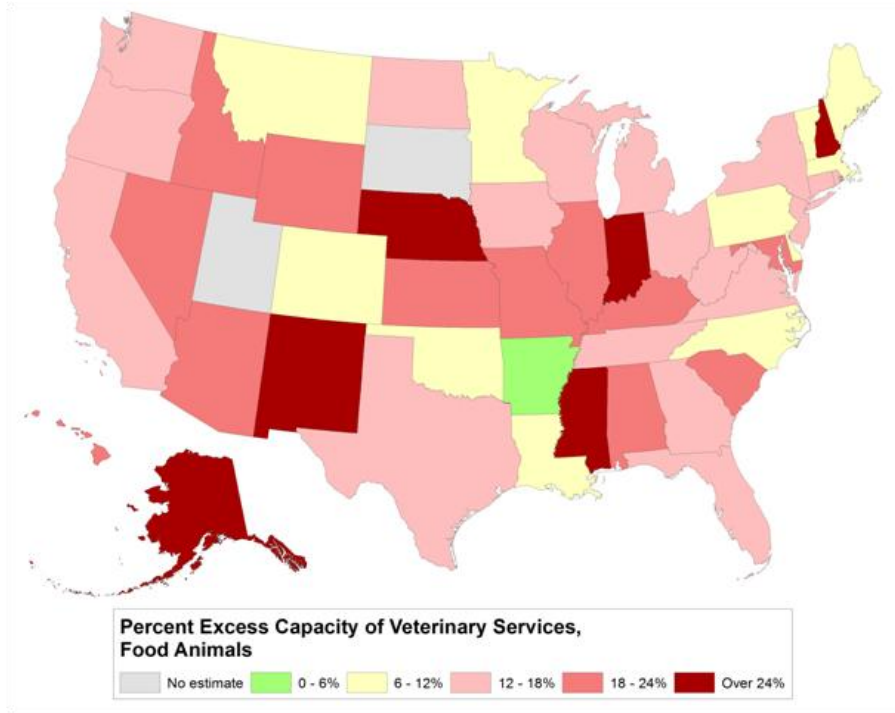 Percent Excess Capacity of Veterinary Services,
Food Animals
No estimate 0 - 6% 6 - 12% 12 - 18% 18 - 24% Over 24%